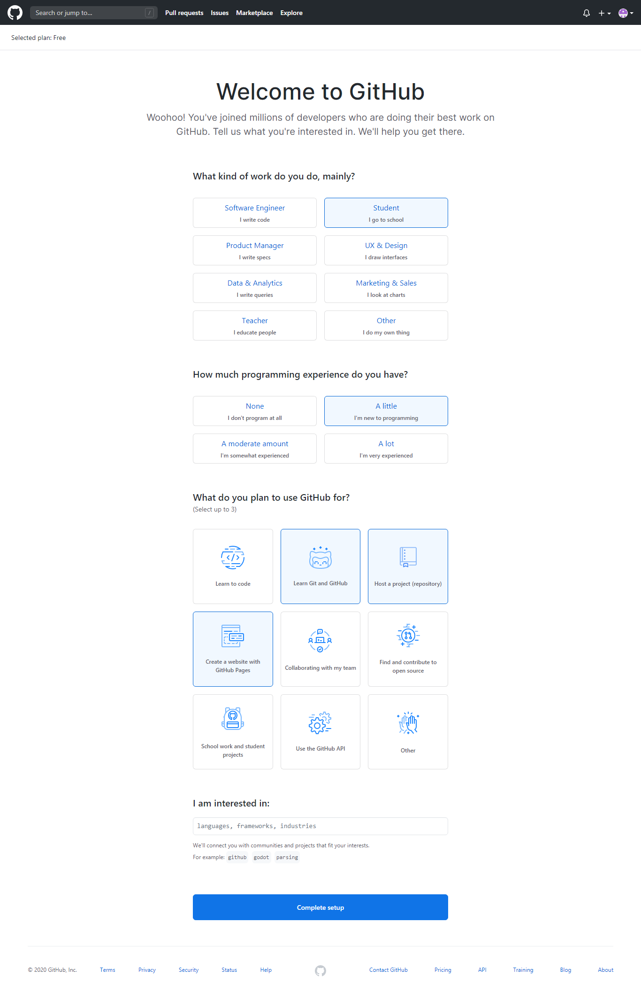 Search or jump to...
/
Pull requests
Issues
Marketplace
Explore
Selected plan: Free
Welcome to GitHub
Woohoo! You've joined millions of developers who are doing their best work on
GitHub. Tell us what you're interested in. We'll help you get there.
What kind of work do you do, mainly?
Software Engineer
I write code
Student
I go to school
Product Manager
I write specs
UX & Design
I draw interfaces
Data & Analytics
I write queries
Marketing & Sales
I look at charts
Teacher
I educate people
Other
I do my own thing
How much programming experience do you have?
None
I don't program at all
A little
I'm new to programming
A moderate amount
I'm somewhat experienced
A lot
I'm very experienced
What do you plan to use GitHub for?
(Select up to 3)
Learn to code
Learn Git and GitHub
Host a project (repository)
Create a website with
GitHub Pages
Collaborating with my team
Find and contribute to
open source
School work and student
projects
Use the GitHub API
Other
I am interested in:
languages, frameworks, industries
We'll connect you with communities and projects that fit your interests.
For example: github godot parsing
Complete setup
© 2020 GitHub, Inc.
Terms
Privacy
Security
Status
Help
Contact GitHub
Pricing
API
Training
Blog
About